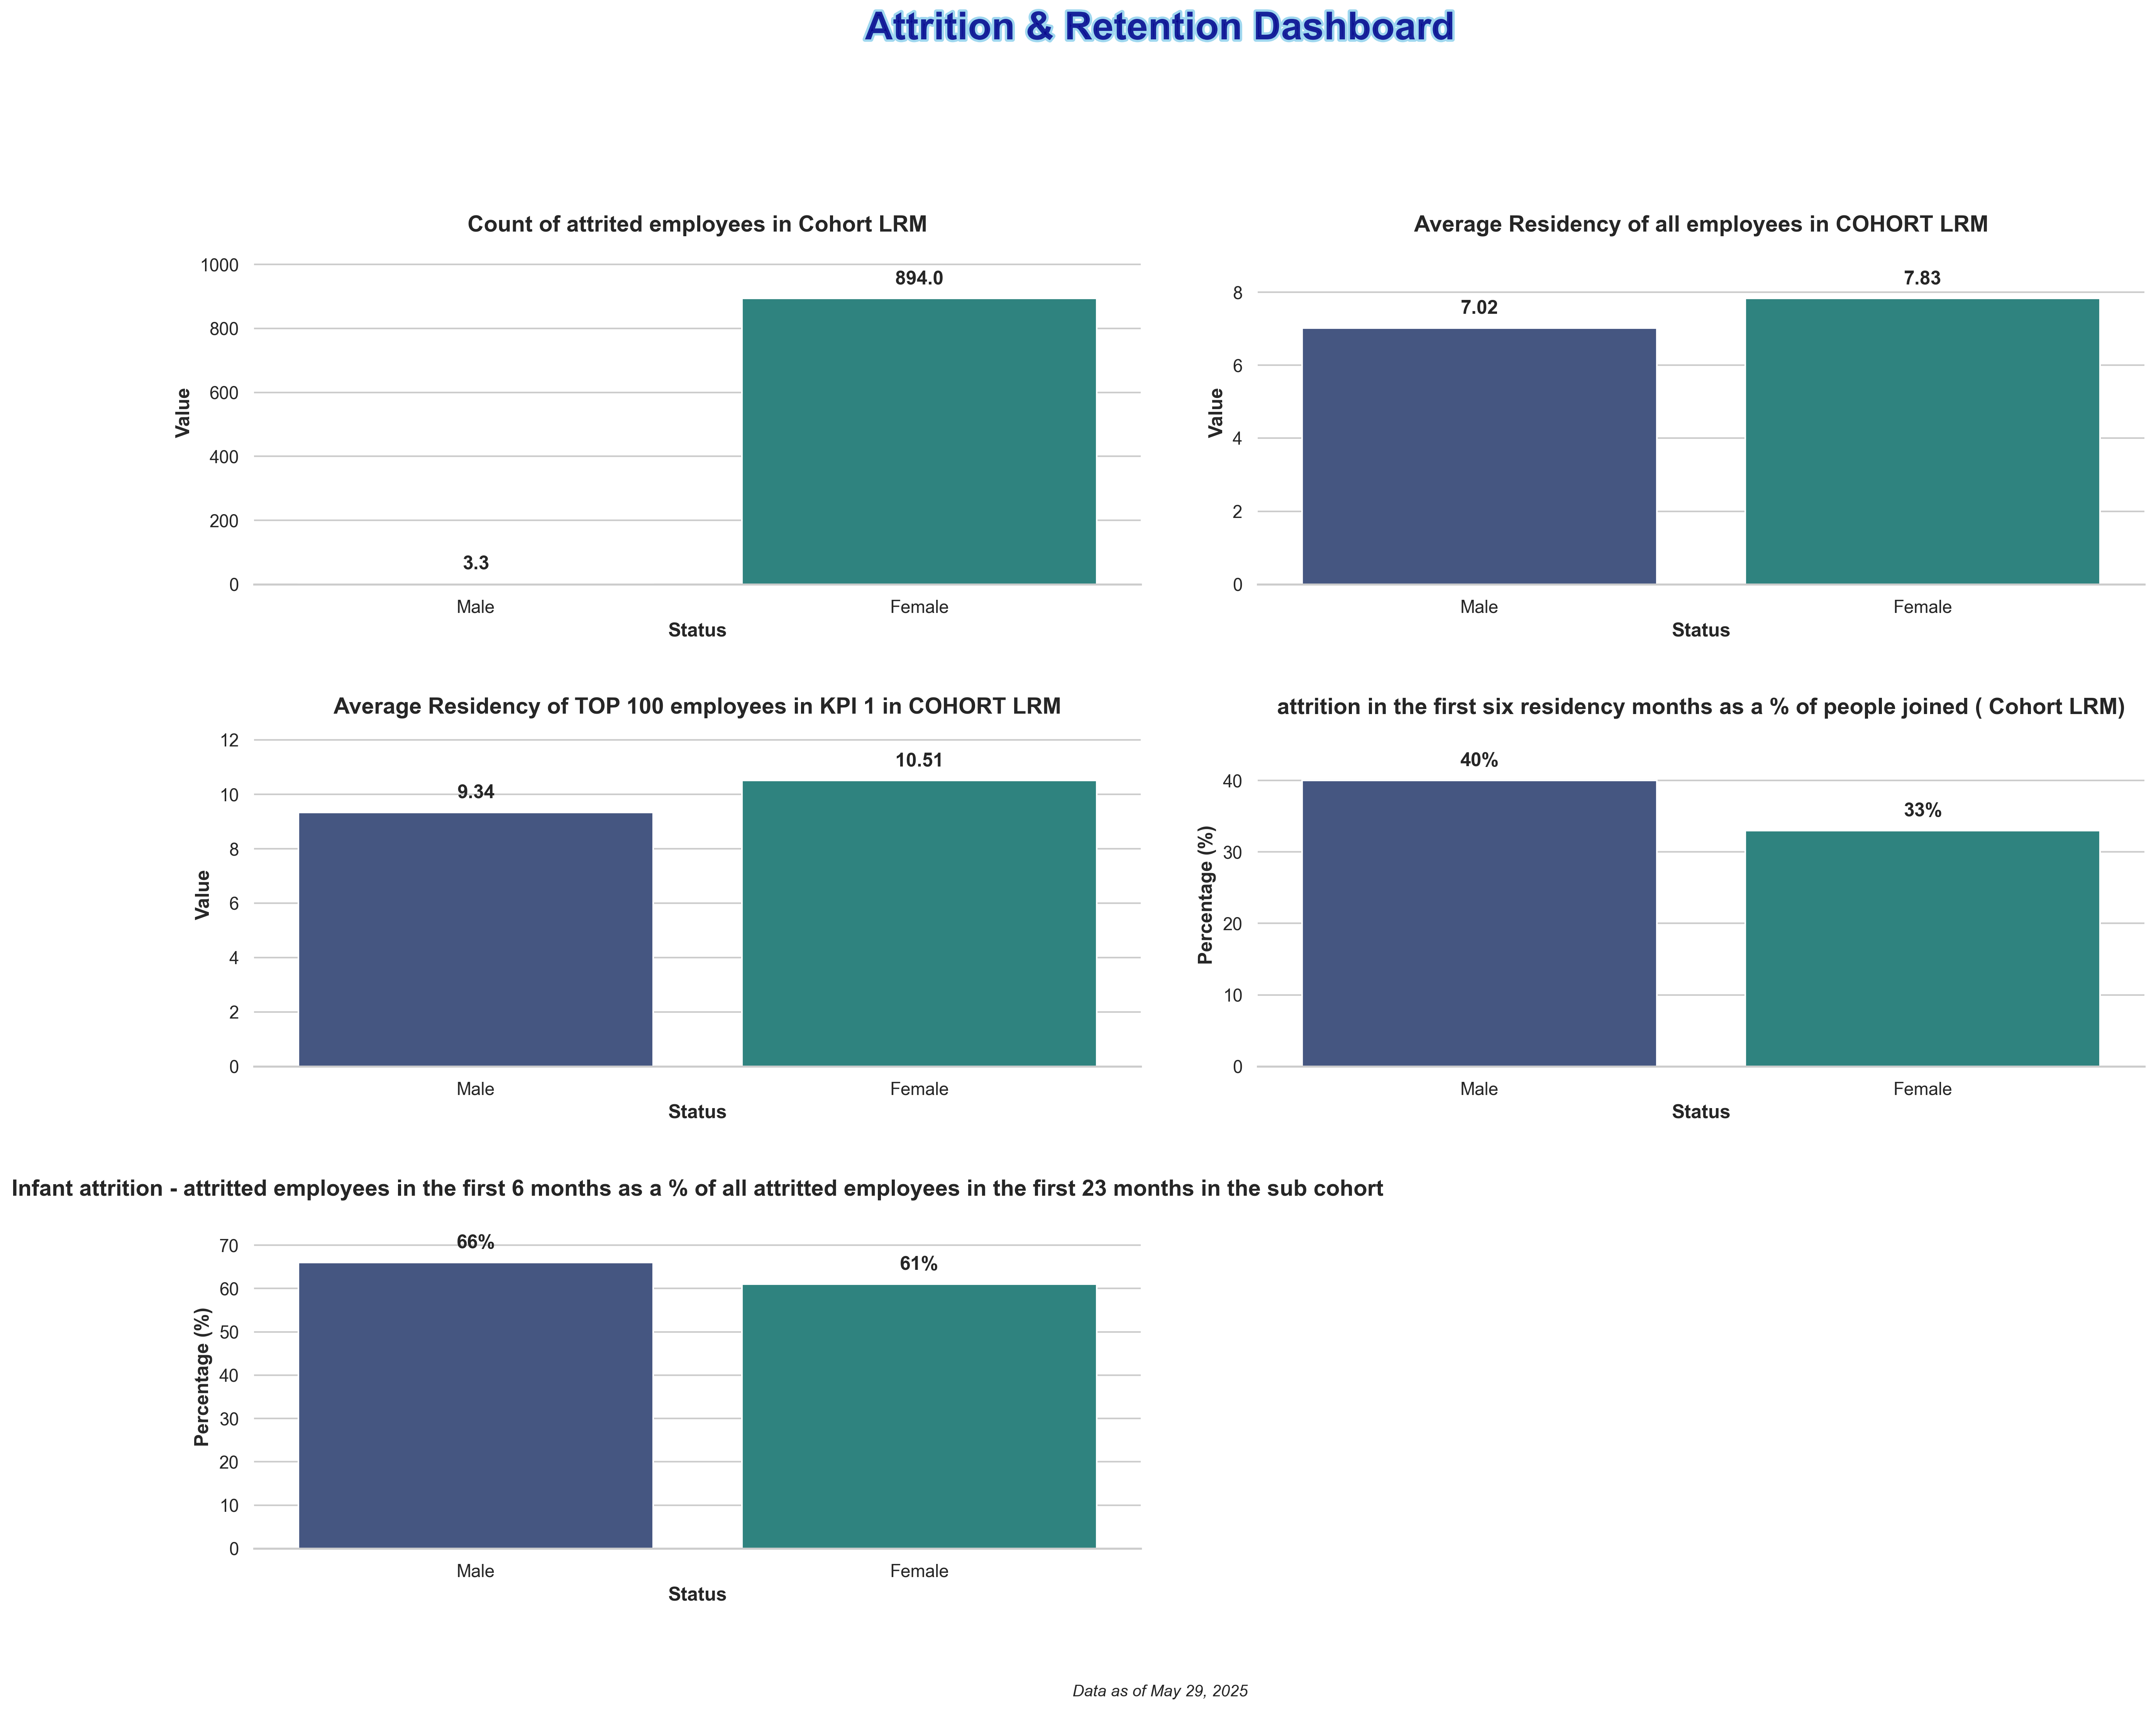 Attrition & Retention Dashboard
Count of attrited employees in Cohort LRM
1000
800
600
400
200
0
Value
3.3
894.0
Male
Female
Status
Average Residency of all employees in COHORT LRM
8
6
4
2
0
Value
7.02
7.83
Male
Female
Status
Average Residency of TOP 100 employees in KPI 1 in COHORT LRM
12
10
8
6
4
2
0
Value
9.34
10.51
Male
Female
Status
attrition in the first six residency months as a % of people joined ( Cohort LRM)
40
30
20
10
0
Percentage (%)
40%
33%
Male
Female
Status
Infant attrition - attritted employees in the first 6 months as a % of all attritted employees in the first 23 months in the sub cohort
70
60
50
40
30
20
10
0
Percentage (%)
66%
61%
Male
Female
Status
Data as of May 29, 2025